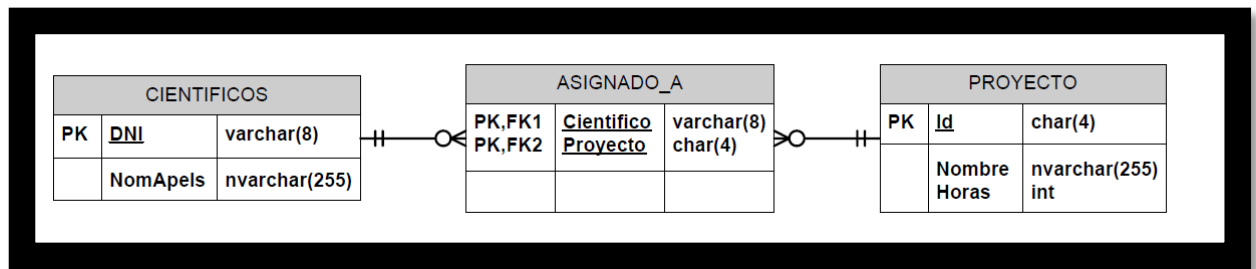 CIENTIFICOS
PK DNI varchar(8)
NomApels nvarchar(255)
ASIGNADO_A
PK,FK1 Cientifico varchar(8)
PK,FK2 Proyecto char(4)
PROYECTO
PK Id char(4)
Nombre nvarchar(255)
Horas int